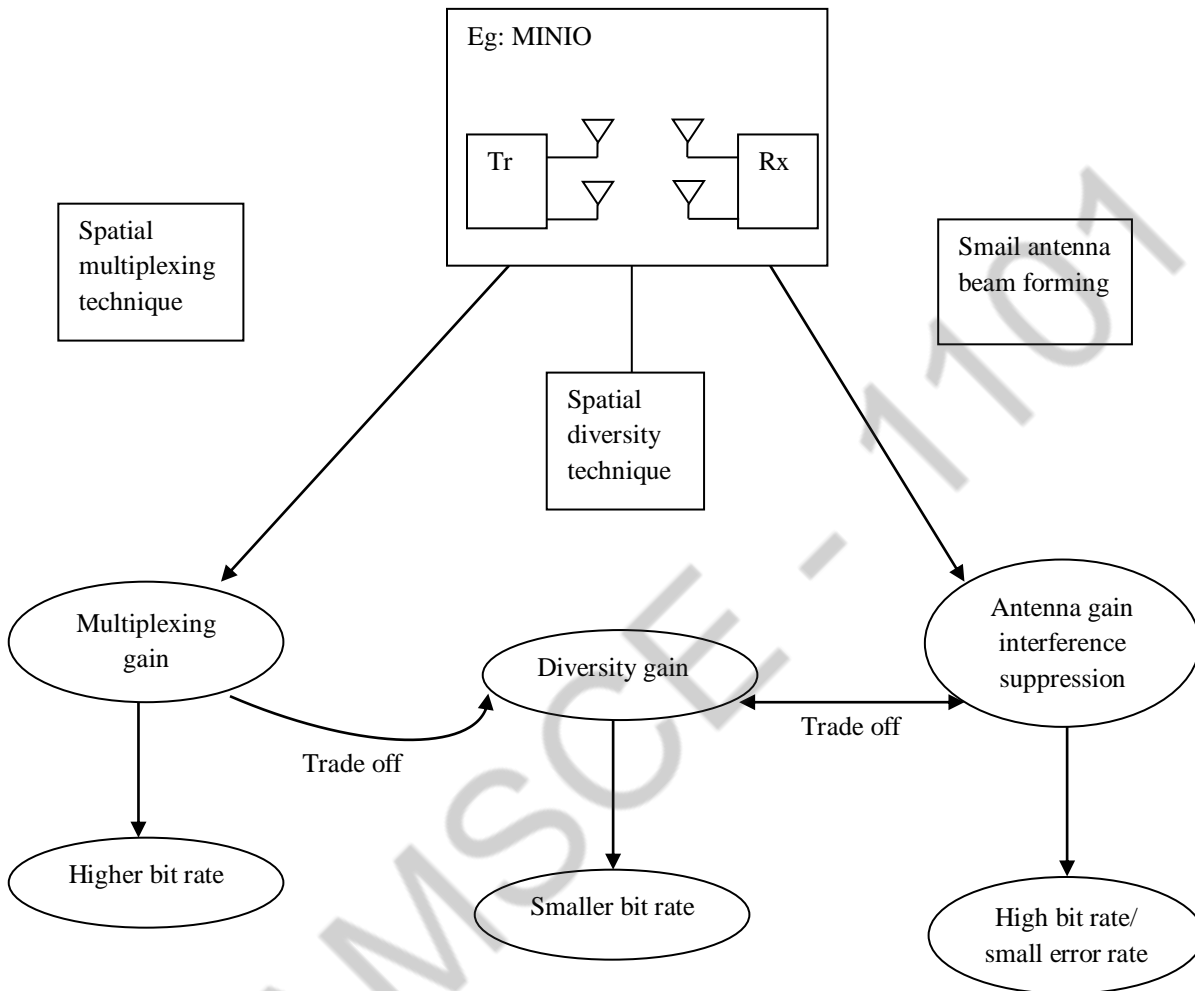 Eg: MINIO
Tr
Rx
Spatial
multiplexing
technique
Smail antenna
beam forming
Spatial
diversity
technique
Multiplexing
gain
Diversity gain
Antenna gain
interference
suppression
Trade off
Trade off
Higher bit rate
Smaller bit rate
High bit rate/
small error rate
AMSCE - 1101